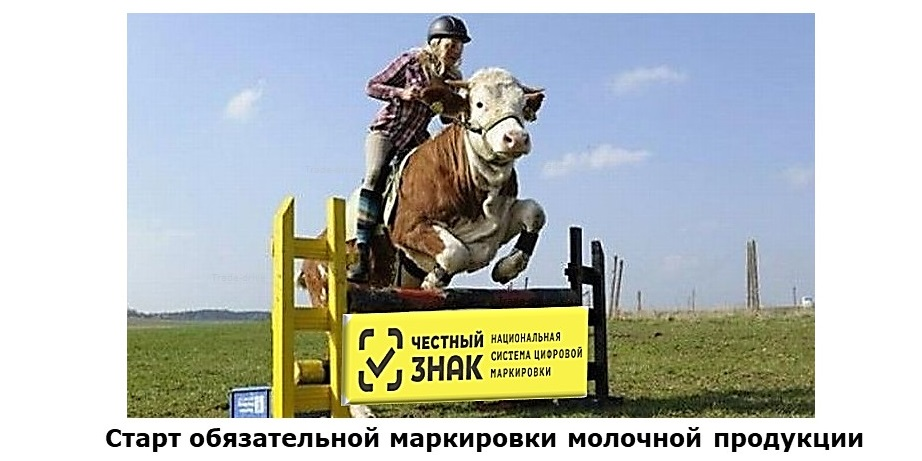 ЧЕСТНЫЙ
ЗНАК
НАЦИОНАЛЬНАЯ
СИСТЕМА ЦИФРОВОЙ
МАРКИРОВКИ
Старт обязательной маркировки молочной продукции